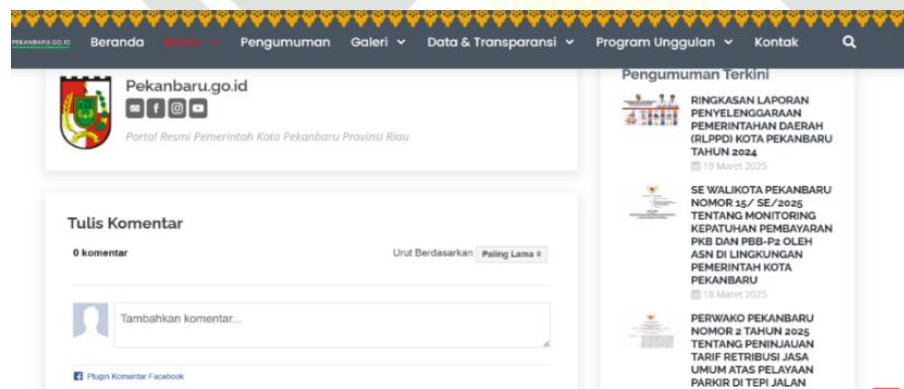 PEKANBARU.GO.ID
Beranda
Berita
Pengumuman
Galeri
Data & Transparansi
Program Unggulan
Kontak
Pekanbaru.go.id
Portal Resmi Pemerintah Kota Pekanbaru Provinsi Riau
Tulis Komentar
0 komentar
Urut Berdasarkan Paling Lama
Tambahkan komentar...
Plugin Komentar Facebook
Pengumuman Terkini
RINGKASAN LAPORAN
PENYELENGGARAAN
PEMERINTAHAN DAERAH
(RLPPD) KOTA PEKANBARU
TAHUN 2024
19 Maret 2025
SE WALIKOTA PEKANBARU
NOMOR 15/ SE/2025
TENTANG MONITORING
KEPATUHAN PEMBAYARAN
PKB DAN PBB-P2 OLEH
ASN DI LINGKUNGAN
PEMERINTAH KOTA
PEKANBARU
18 Maret 2025
PERWAKO PEKANBARU
NOMOR 2 TAHUN 2025
TENTANG PENINJAUAN
TARIF RETRIBUSI JASA
UMUM ATAS PELAYAAN
PARKIR DI TEPI JALAN